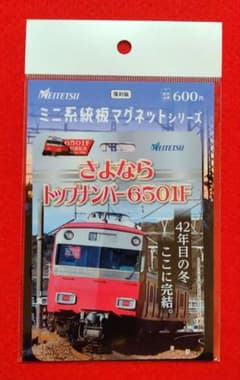 MEITETSU
復刻版
600円
MEITETSU
ミニ系統板マグネットシリーズ
6501F
さよなら
トップナンバー6501F
42年目の冬
ここに完結。